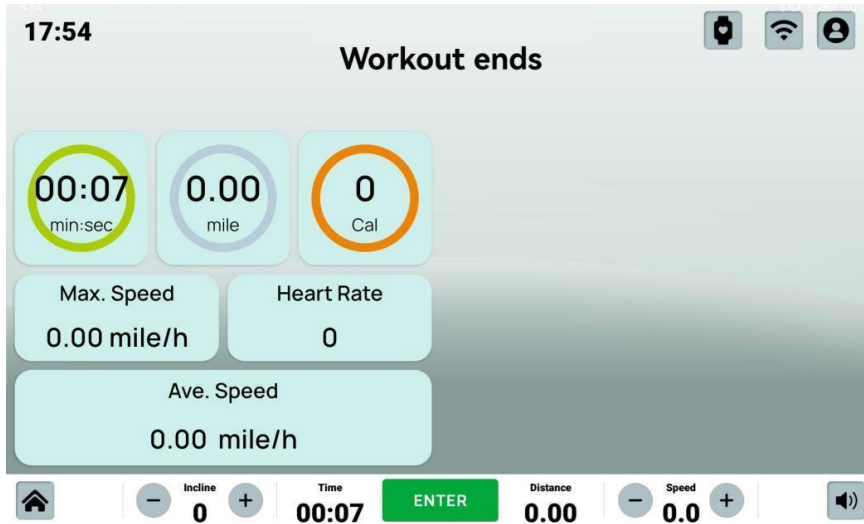 17:54
Workout ends
00:07
min:sec
0.00
mile
0
Cal
Max. Speed
0.00 mile/h
Heart Rate
0
Ave. Speed
0.00 mile/h
Incline
0
Time
00:07
ENTER
Distance
0.00
Speed
0.0